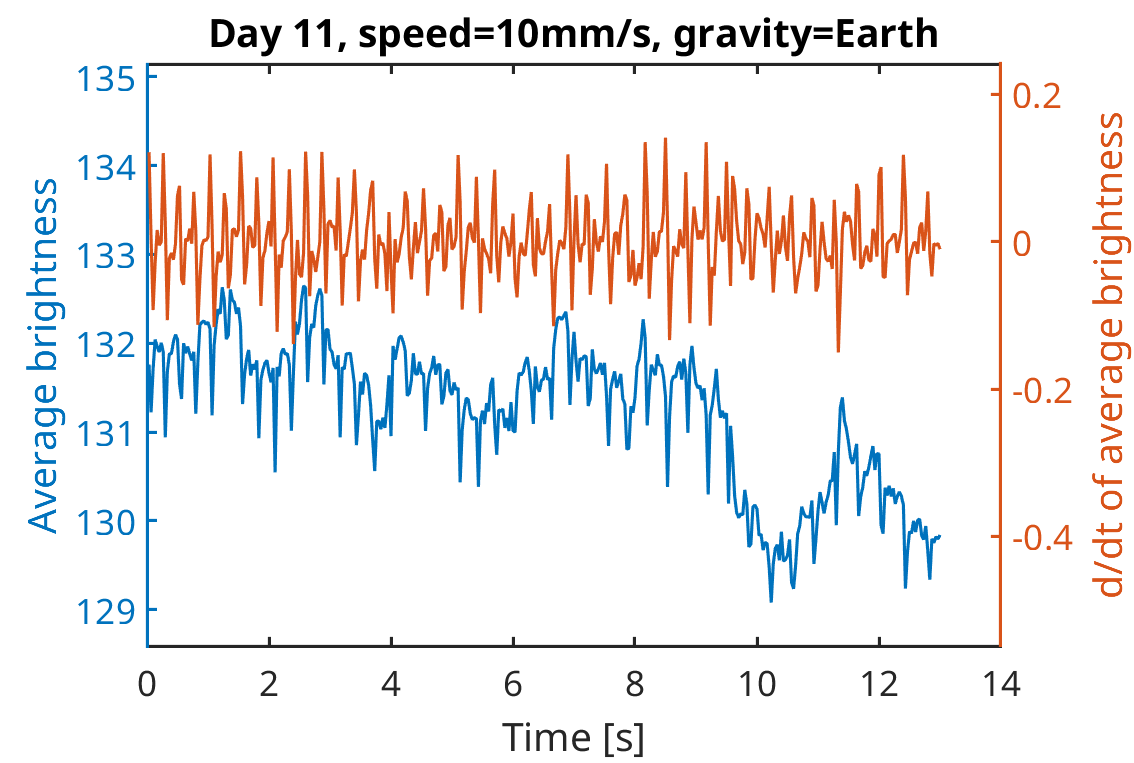 Day 11, speed=10mm/s, gravity=Earth
135
134
133
132
131
130
129
Average brightness
0.2
0
-0.2
-0.4
d/dt of average brightness
0 2 4 6 8 10 12 14
Time [s]